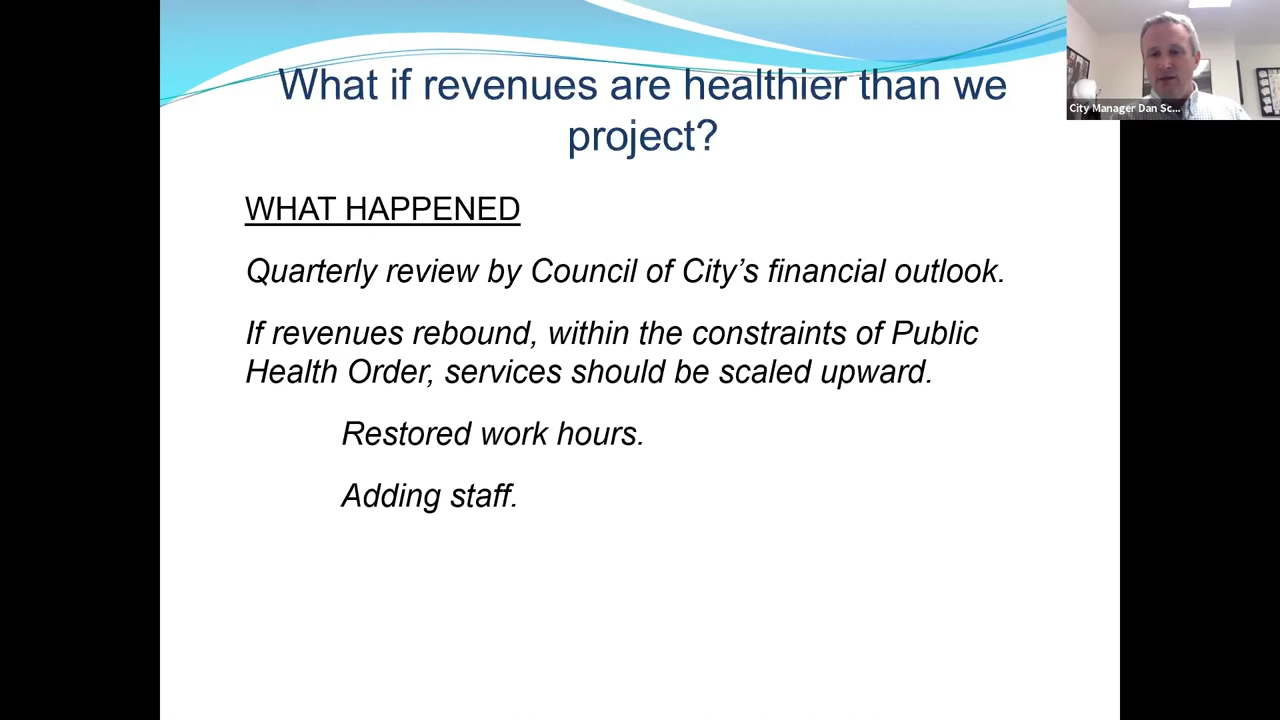 What if revenues are healthier than we
project?
City Manager Dan Sc...
WHAT HAPPENED
Quarterly review by Council of City’s financial outlook.
If revenues rebound, within the constraints of Public
Health Order, services should be scaled upward.
Restored work hours.
Adding staff.